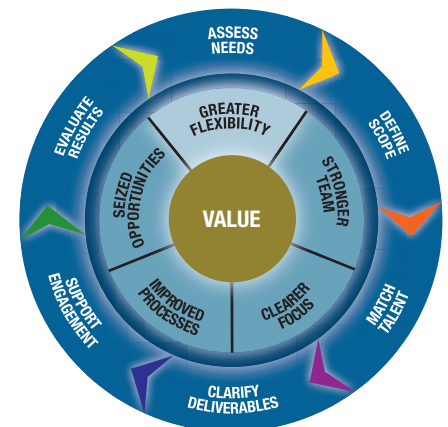 ASSESS
NEEDS
DEFINE
SCOPE
MATCH
TALENT
CLARIFY
DELIVERABLES
SUPPORT
ENGAGEMENT
EVALUATE
RESULTS
GREATER
FLEXIBILITY
STRONGER
TEAM
CLEARER
FOCUS
IMPROVED
PROCESSES
SEIZED
OPPORTUNITIES
VALUE